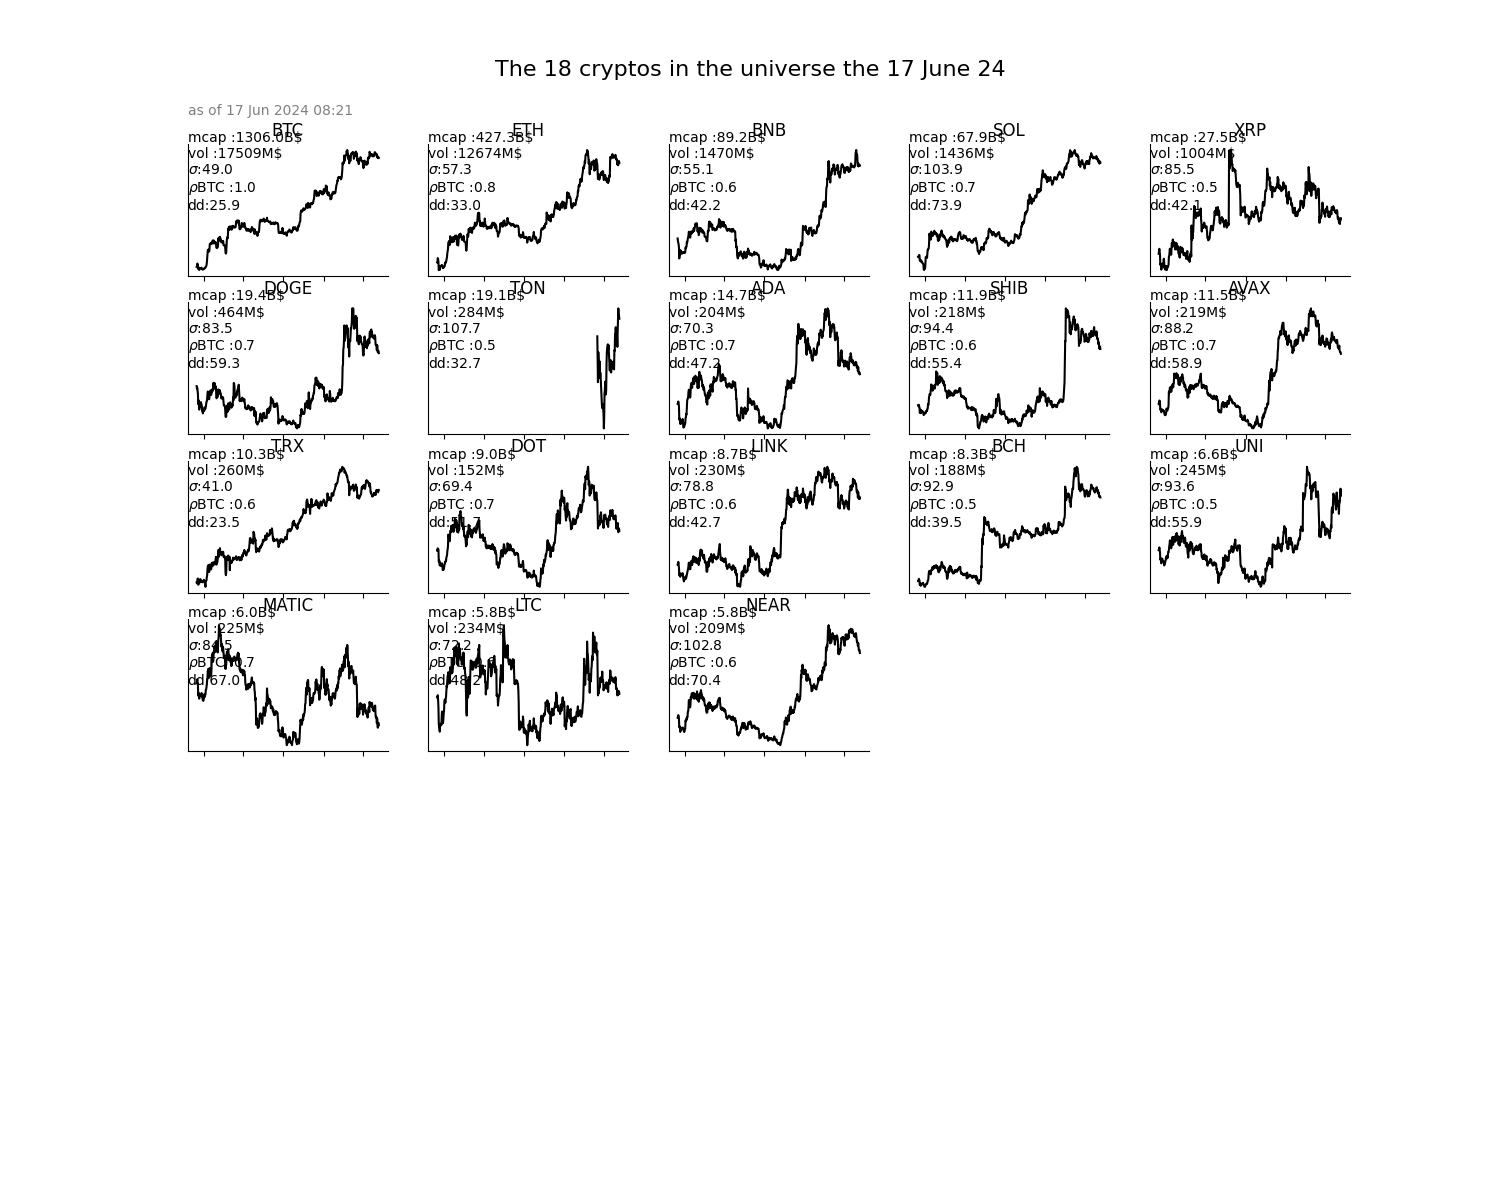 The 18 cryptos in the universe the 17 June 24
as of 17 Jun 2024 08:21
BTC
mcap :1306.0B$
vol :17509M$
σ:49.0
ρBTC :1.0
dd:25.9
ETH
mcap :427.3B$
vol :12674M$
σ:57.3
ρBTC :0.8
dd:33.0
BNB
mcap :89.2B$
vol :1470M$
σ:55.1
ρBTC :0.6
dd:42.2
SOL
mcap :67.9B$
vol :1436M$
σ:103.9
ρBTC :0.7
dd:73.9
XRP
mcap :27.5B$
vol :1004M$
σ:85.5
ρBTC :0.5
dd:42.1
DOGE
mcap :19.4B$
vol :464M$
σ:83.5
ρBTC :0.7
dd:59.3
TON
mcap :19.1B$
vol :284M$
σ:107.7
ρBTC :0.5
dd:32.7
ADA
mcap :14.7B$
vol :204M$
σ:70.3
ρBTC :0.7
dd:47.2
SHIB
mcap :11.9B$
vol :218M$
σ:94.4
ρBTC :0.6
dd:55.4
AVAX
mcap :11.5B$
vol :219M$
σ:88.2
ρBTC :0.7
dd:58.9
TRX
mcap :10.3B$
vol :260M$
σ:41.0
ρBTC :0.6
dd:23.5
DOT
mcap :9.0B$
vol :152M$
σ:69.4
ρBTC :0.7
LINK
mcap :8.7B$
vol :230M$
σ:78.8
ρBTC :0.6
dd:42.7
BCH
mcap :8.3B$
vol :188M$
σ:92.9
ρBTC :0.5
dd:39.5
UNI
mcap :6.6B$
vol :245M$
σ:93.6
ρBTC :0.5
dd:55.9
MATIC
mcap :6.0B$
vol :225M$
σ:84.5
ρBTC :0.7
dd:67.0
LTC
mcap :5.8B$
vol :234M$
σ:72.2
dd:48.2
NEAR
mcap :5.8B$
vol :209M$
σ:102.8
ρBTC :0.6
dd:70.4